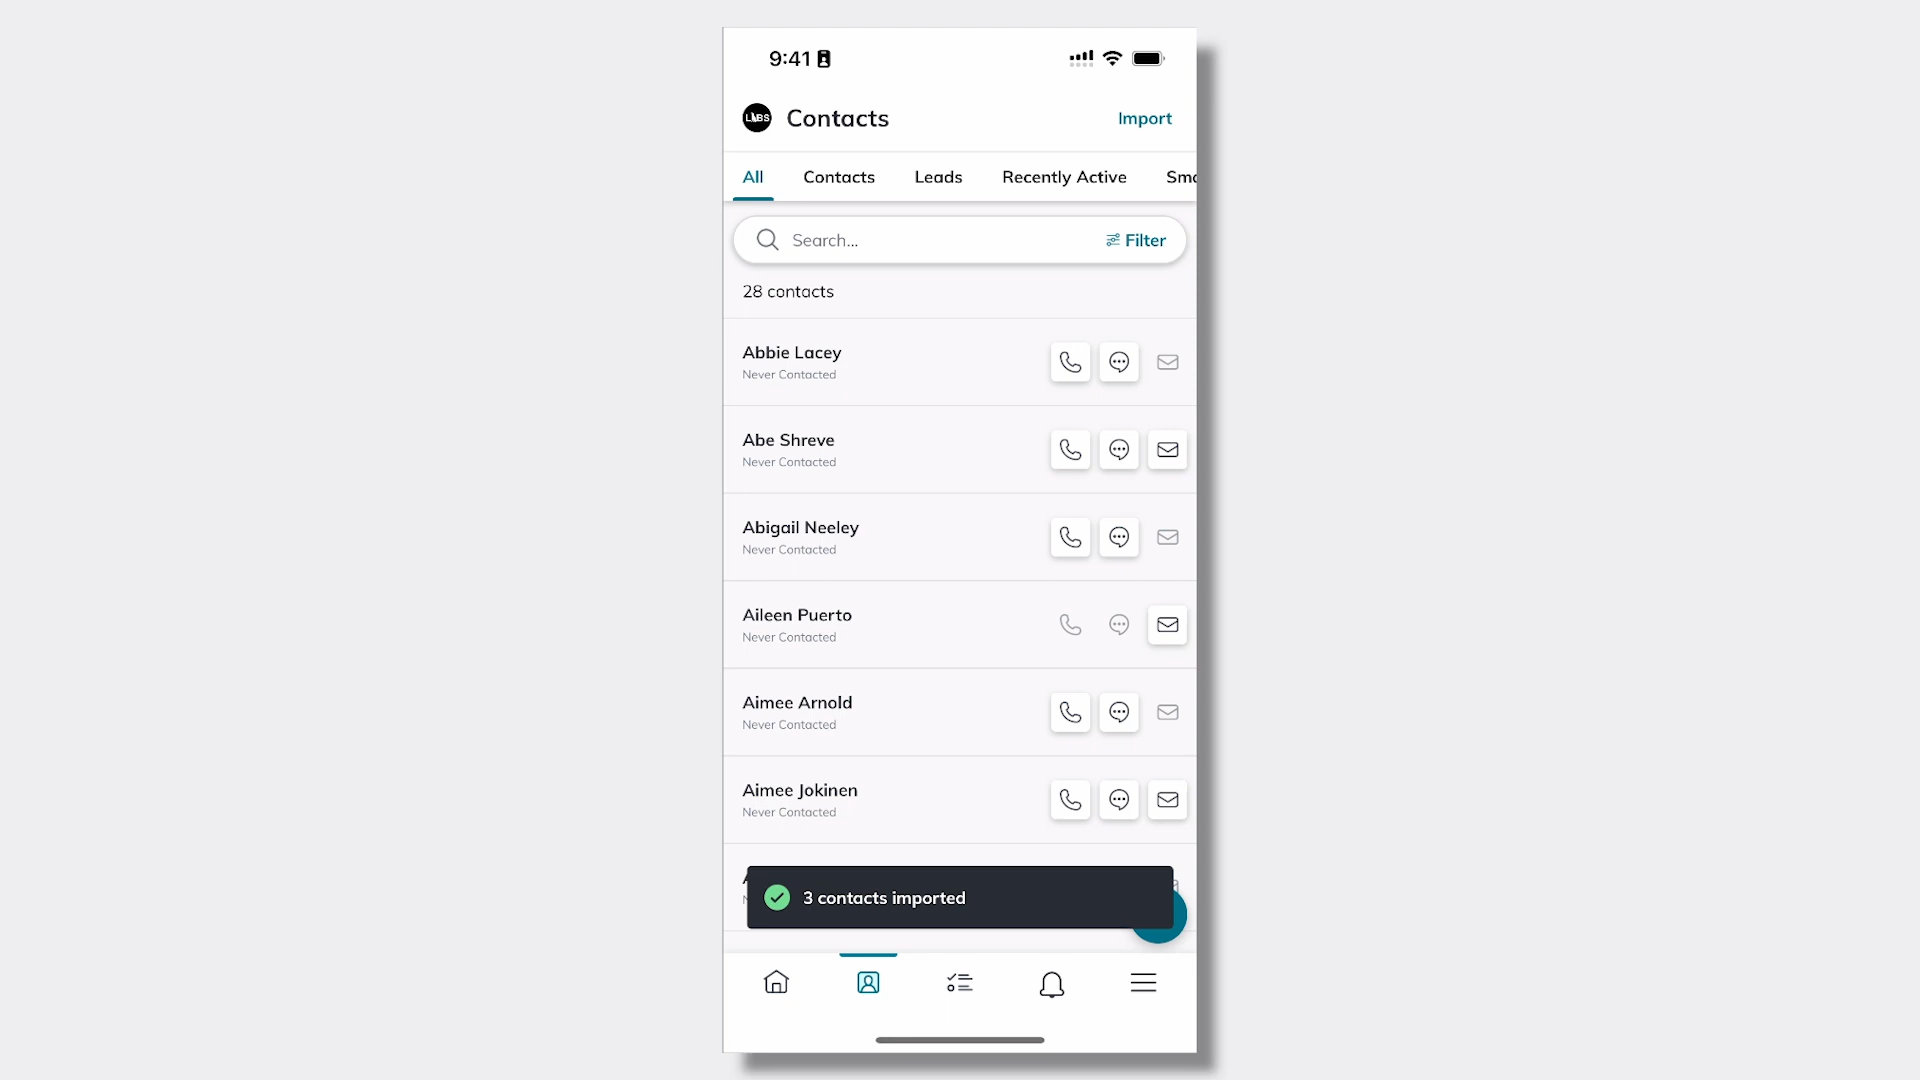 9:41
LABS
Contacts
Import
All
Contacts
Leads
Recently Active
Search...
Filter
28 contacts
Abbie Lacey
Never Contacted
Abe Shreve
Never Contacted
Abigail Neeley
Never Contacted
Aileen Puerto
Never Contacted
Aimee Arnold
Never Contacted
Aimee Jokinen
Never Contacted
3 contacts imported